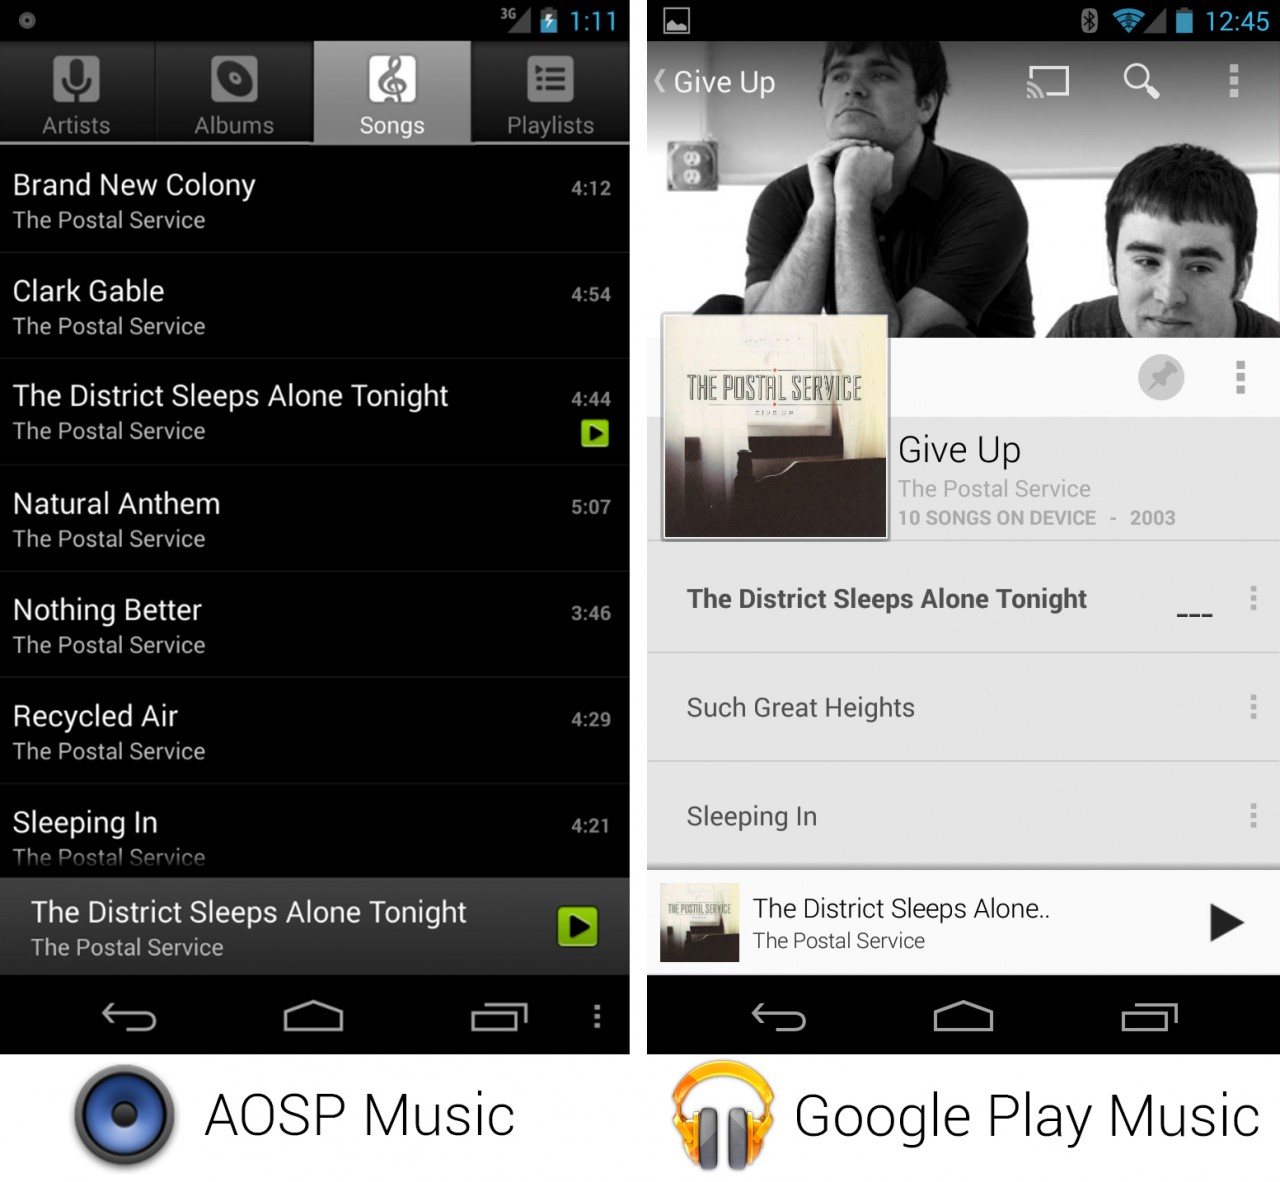 3G 1:11
Artists Albums Songs Playlists
Brand New Colony 4:12
The Postal Service
Clark Gable 4:54
The Postal Service
The District Sleeps Alone Tonight 4:44
The Postal Service
Natural Anthem 5:07
The Postal Service
Nothing Better 3:46
The Postal Service
Recycled Air 4:29
The Postal Service
Sleeping In 4:21
The Postal Service
The District Sleeps Alone Tonight
The Postal Service
AOSP Music
12:45
Give Up
THE POSTAL SERVICE
GIVE UP
Give Up
The Postal Service
10 SONGS ON DEVICE - 2003
The District Sleeps Alone Tonight
Such Great Heights
Sleeping In
THE POSTAL SERVICE
The District Sleeps Alone..
The Postal Service
Google Play Music